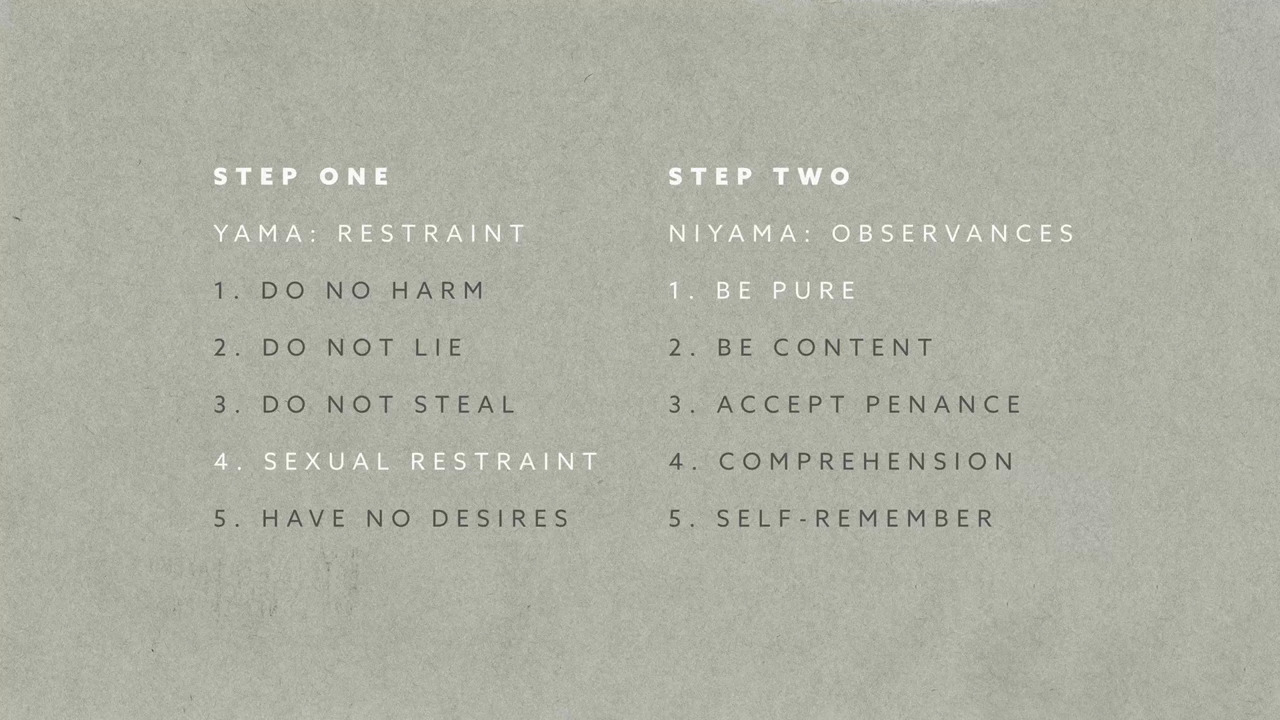 STEP ONE
YAMA: RESTRAINT
1. DO NO HARM
2. DO NOT LIE
3. DO NOT STEAL
4. SEXUAL RESTRAINT
5. HAVE NO DESIRES
STEP TWO
NIYAMA: OBSERVANCES
1. BE PURE
2. BE CONTENT
3. ACCEPT PENANCE
4. COMPREHENSION
5. SELF-REMEMBER